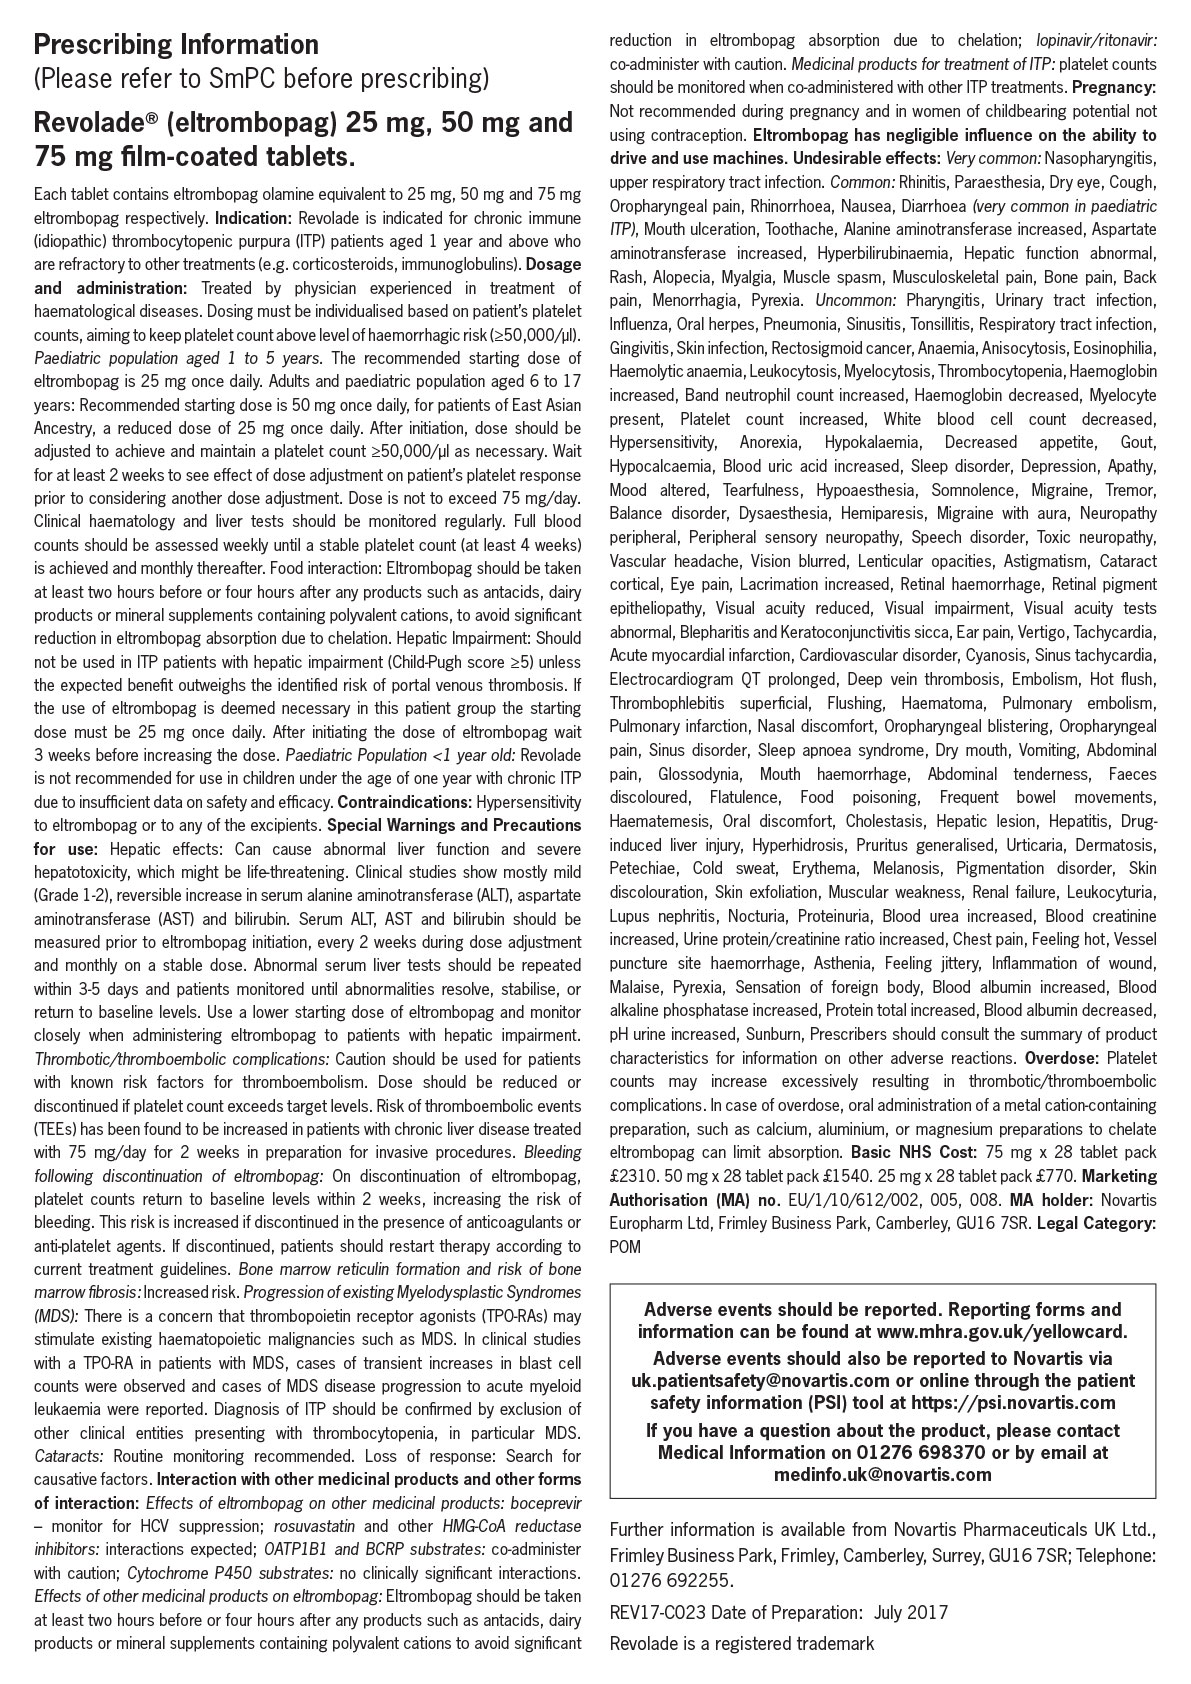 Prescribing Information
(Please refer to SmPC before prescribing)
Revolade® (eltrombopag) 25 mg, 50 mg and
75 mg film-coated tablets.
Each tablet contains eltrombopag olamine equivalent to 25 mg, 50 mg and 75 mg
eltrombopag respectively. Indication: Revolade is indicated for chronic immune
(idiopathic) thrombocytopenic purpura (ITP) patients aged 1 year and above who
are refractory to other treatments (e.g. corticosteroids, immunoglobulins). Dosage
and administration: Treated by physician experienced in treatment of
haematological diseases. Dosing must be individualised based on patient's platelet
counts, aiming to keep platelet count above level of haemorrhagic risk (≥50,000/μl).
Paediatric population aged 1 to 5 years. The recommended starting dose of
eltrombopag is 25 mg once daily. Adults and paediatric population aged 6 to 17
years: Recommended starting dose is 50 mg once daily, for patients of East Asian
Ancestry, a reduced dose of 25 mg once daily. After initiation, dose should be
adjusted to achieve and maintain a platelet count ≥50,000/μl as necessary. Wait
for at least 2 weeks to see effect of dose adjustment on patient's platelet response
prior to considering another dose adjustment. Dose is not to exceed 75 mg/day.
Clinical haematology and liver tests should be monitored regularly. Full blood
counts should be assessed weekly until a stable platelet count (at least 4 weeks)
is achieved and monthly thereafter. Food interaction: Eltrombopag should be taken
at least two hours before or four hours after any products such as antacids, dairy
products or mineral supplements containing polyvalent cations, to avoid significant
reduction in eltrombopag absorption due to chelation. Hepatic Impairment: Should
not be used in ITP patients with hepatic impairment (Child-Pugh score ≥5) unless
the expected benefit outweighs the identified risk of portal venous thrombosis. If
the use of eltrombopag is deemed necessary in this patient group the starting
dose must be 25 mg once daily. After initiating the dose of eltrombopag wait
3 weeks before increasing the dose. Paediatric Population <1 year old: Revolade
is not recommended for use in children under the age of one year with chronic ITP
due to insufficient data on safety and efficacy. Contraindications: Hypersensitivity
to eltrombopag or to any of the excipients. Special Warnings and Precautions
for use: Hepatic effects: Can cause abnormal liver function and severe
hepatotoxicity, which might be life-threatening. Clinical studies show mostly mild
(Grade 1-2), reversible increase in serum alanine aminotransferase (ALT), aspartate
aminotransferase (AST) and bilirubin. Serum ALT, AST and bilirubin should be
measured prior to eltrombopag initiation, every 2 weeks during dose adjustment
and monthly on a stable dose. Abnormal serum liver tests should be repeated
within 3-5 days and patients monitored until abnormalities resolve, stabilise, or
return to baseline levels. Use a lower starting dose of eltrombopag and monitor
closely when administering eltrombopag to patients with hepatic impairment.
Thrombotic/thromboembolic complications: Caution should be used for patients
with known risk factors for thromboembolism. Dose should be reduced or
discontinued if platelet count exceeds target levels. Risk of thromboembolic events
(TEEs) has been found to be increased in patients with chronic liver disease treated
with 75 mg/day for 2 weeks in preparation for invasive procedures. Bleeding
following discontinuation of eltrombopag: On discontinuation of eltrombopag,
platelet counts return to baseline levels within 2 weeks, increasing the risk of
bleeding. This risk is increased if discontinued in the presence of anticoagulants or
anti-platelet agents. If discontinued, patients should restart therapy according to
current treatment guidelines. Bone marrow reticulin formation and risk of bone
marrow fibrosis: Increased risk. Progression of existing Myelodysplastic Syndromes
(MDS): There is a concern that thrombopoietin receptor agonists (TPO-RAs) may
stimulate existing haematopoietic malignancies such as MDS. In clinical studies
with a TPO-RA in patients with MDS, cases of transient increases in blast cell
counts were observed and cases of MDS disease progression to acute myeloid
leukaemia were reported. Diagnosis of ITP should be confirmed by exclusion of
other clinical entities presenting with thrombocytopenia, in particular MDS.
Cataracts: Routine monitoring recommended. Loss of response: Search for
causative factors. Interaction with other medicinal products and other forms
of interaction: Effects of eltrombopag on other medicinal products: boceprevir
– monitor for HCV suppression; rosuvastatin and other HMG-CoA reductase
inhibitors: interactions expected; OATP1B1 and BCRP substrates: co-administer
with caution; Cytochrome P450 substrates: no clinically significant interactions.
Effects of other medicinal products on eltrombopag: Eltrombopag should be taken
at least two hours before or four hours after any products such as antacids, dairy
products or mineral supplements containing polyvalent cations to avoid significant
reduction in eltrombopag absorption due to chelation; lopinavir/ritonavir:
co-administer with caution. Medicinal products for treatment of ITP: platelet counts
should be monitored when co-administered with other ITP treatments. Pregnancy:
Not recommended during pregnancy and in women of childbearing potential not
using contraception. Eltrombopag has negligible influence on the ability to
drive and use machines. Undesirable effects: Very common: Nasopharyngitis,
upper respiratory tract infection. Common: Rhinitis, Paraesthesia, Dry eye, Cough,
Oropharyngeal pain, Rhinorrhoea, Nausea, Diarrhoea (very common in paediatric
ITP), Mouth ulceration, Toothache, Alanine aminotransferase increased, Aspartate
aminotransferase increased, Hyperbilirubinaemia, Hepatic function abnormal,
Rash, Alopecia, Myalgia, Muscle spasm, Musculoskeletal pain, Bone pain, Back
pain, Menorrhagia, Pyrexia. Uncommon: Pharyngitis, Urinary tract infection,
Influenza, Oral herpes, Pneumonia, Sinusitis, Tonsillitis, Respiratory tract infection,
Gingivitis, Skin infection, Rectosigmoid cancer, Anaemia, Anisocytosis, Eosinophilia,
Haemolytic anaemia, Leukocytosis, Myelocytosis, Thrombocytopenia, Haemoglobin
increased, Band neutrophil count increased, Haemoglobin decreased, Myelocyte
present, Platelet count increased, White blood cell count decreased,
Hypersensitivity, Anorexia, Hypokalaemia, Decreased appetite, Gout,
Hypocalcaemia, Blood uric acid increased, Sleep disorder, Depression, Apathy,
Mood altered, Tearfulness, Hypoaesthesia, Somnolence, Migraine, Tremor,
Balance disorder, Dysaesthesia, Hemiparesis, Migraine with aura, Neuropathy
peripheral, Peripheral sensory neuropathy, Speech disorder, Toxic neuropathy,
Vascular headache, Vision blurred, Lenticular opacities, Astigmatism, Cataract
cortical, Eye pain, Lacrimation increased, Retinal haemorrhage, Retinal pigment
epitheliopathy, Visual acuity reduced, Visual impairment, Visual acuity tests
abnormal, Blepharitis and Keratoconjunctivitis sicca, Ear pain, Vertigo, Tachycardia,
Acute myocardial infarction, Cardiovascular disorder, Cyanosis, Sinus tachycardia,
Electrocardiogram QT prolonged, Deep vein thrombosis, Embolism, Hot flush,
Thrombophlebitis superficial, Flushing, Haematoma, Pulmonary embolism,
Pulmonary infarction, Nasal discomfort, Oropharyngeal blistering, Oropharyngeal
pain, Sinus disorder, Sleep apnoea syndrome, Dry mouth, Vomiting, Abdominal
pain, Glossodynia, Mouth haemorrhage, Abdominal tenderness, Faeces
discoloured, Flatulence, Food poisoning, Frequent bowel movements,
Haematemesis, Oral discomfort, Cholestasis, Hepatic lesion, Hepatitis, Drug-
induced liver injury, Hyperhidrosis, Pruritus generalised, Urticaria, Dermatosis,
Petechiae, Cold sweat, Erythema, Melanosis, Pigmentation disorder, Skin
discolouration, Skin exfoliation, Muscular weakness, Renal failure, Leukocyturia,
Lupus nephritis, Nocturia, Proteinuria, Blood urea increased, Blood creatinine
increased, Urine protein/creatinine ratio increased, Chest pain, Feeling hot, Vessel
puncture site haemorrhage, Asthenia, Feeling jittery, Inflammation of wound,
Malaise, Pyrexia, Sensation of foreign body, Blood albumin increased, Blood
alkaline phosphatase increased, Protein total increased, Blood albumin decreased,
pH urine increased, Sunburn, Prescribers should consult the summary of product
characteristics for information on other adverse reactions. Overdose: Platelet
counts may increase excessively resulting in thrombotic/thromboembolic
complications. In case of overdose, oral administration of a metal cation-containing
preparation, such as calcium, aluminium, or magnesium preparations to chelate
eltrombopag can limit absorption. Basic NHS Cost: 75 mg x 28 tablet pack
£2310. 50 mg x 28 tablet pack £1540. 25 mg x 28 tablet pack £770. Marketing
Authorisation (MA) no. EU/1/10/612/002, 005, 008. MA holder: Novartis
Europharm Ltd, Frimley Business Park, Camberley, GU16 7SR. Legal Category:
POM
Adverse events should be reported. Reporting forms and
information can be found at www.mhra.gov.uk/yellowcard.
Adverse events should also be reported to Novartis via
uk.patientsafety@novartis.com or online through the patient
safety information (PSI) tool at https://psi.novartis.com
If you have a question about the product, please contact
Medical Information on 01276 698370 or by email at
medinfo.uk@novartis.com
Further information is available from Novartis Pharmaceuticals UK Ltd.,
Frimley Business Park, Frimley, Camberley, Surrey, GU16 7SR; Telephone:
01276 692255.
REV17-C023 Date of Preparation: July 2017
Revolade is a registered trademark